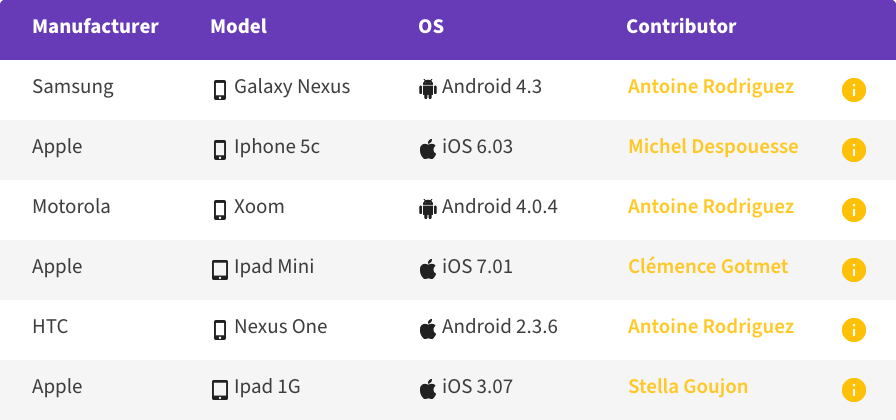 Manufacturer Model OS Contributor
Samsung Galaxy Nexus Android 4.3 Antoine Rodriguez i
Apple Iphone 5c iOS 6.03 Michel Despouesse i
Motorola Xoom Android 4.0.4 Antoine Rodriguez i
Apple Ipad Mini iOS 7.01 Clémence Gotmet i
HTC Nexus One Android 2.3.6 Antoine Rodriguez i
Apple Ipad 1G iOS 3.07 Stella Goujon i